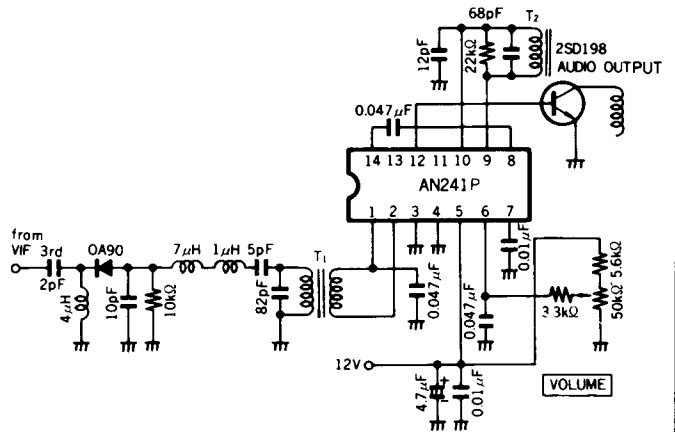 68pF T₂
12pF
22kΩ
2SD198
AUDIO OUTPUT
0.047μF
14 13 12 11 10 9 8
AN241P
1 2 3 4 5 6 7
from
VIF
3rd
OA90
7μH 1μH 5pF
T₁
2pF
4μH
10pF
10kΩ
82pF
0.047μF
0.047μF
0.01μF
5.6kΩ
3.3kΩ
50kΩ
12V
4.7μF
+
-
0.01μF
VOLUME